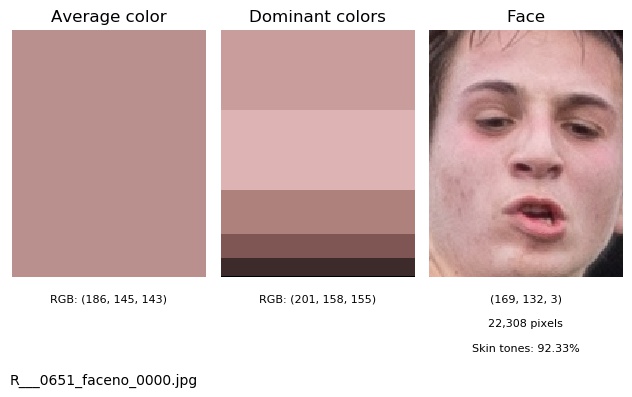 Average color
Dominant colors
Face
RGB: (186, 145, 143)
RGB: (201, 158, 155)
(169, 132, 3)
22,308 pixels
Skin tones: 92.33%
R___0651_faceno_0000.jpg